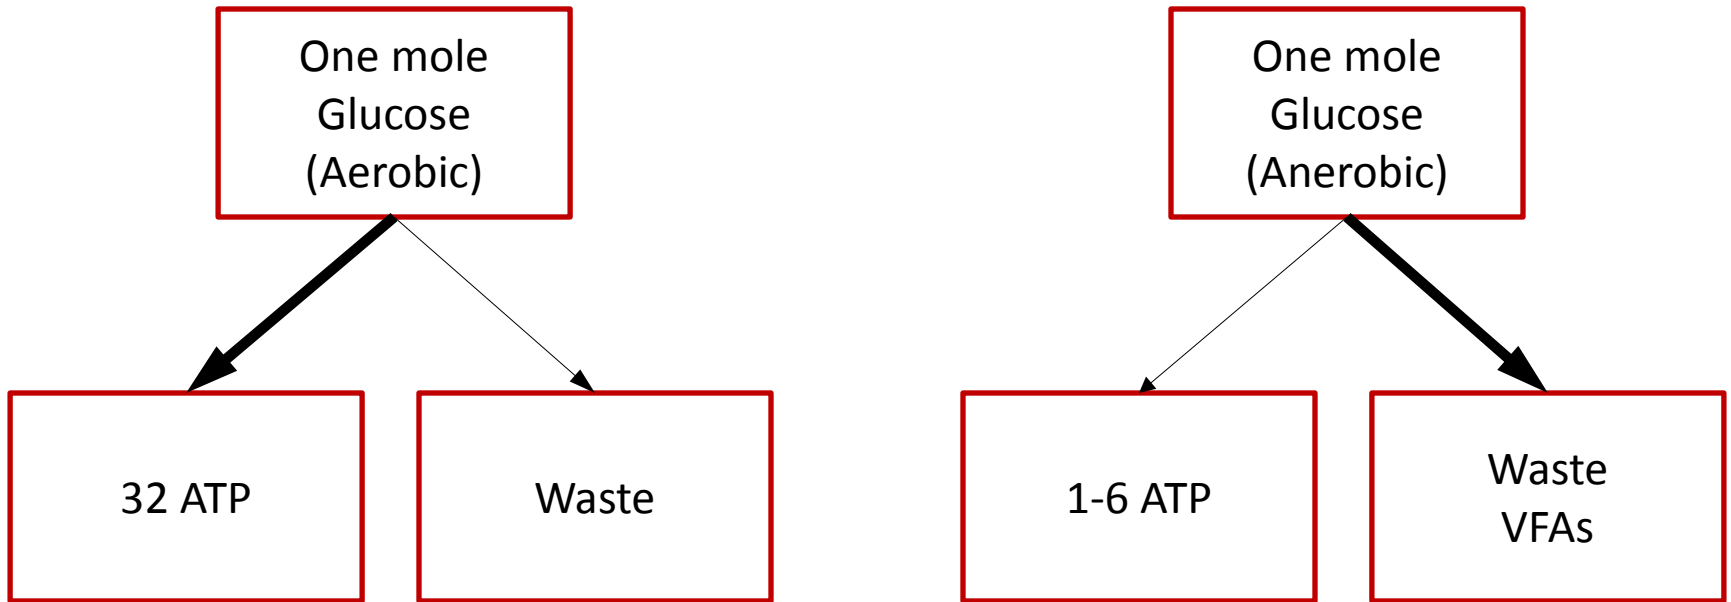 One mole
Glucose
(Aerobic)
32 ATP
Waste
One mole
Glucose
(Anerobic)
1-6 ATP
Waste
VFAs